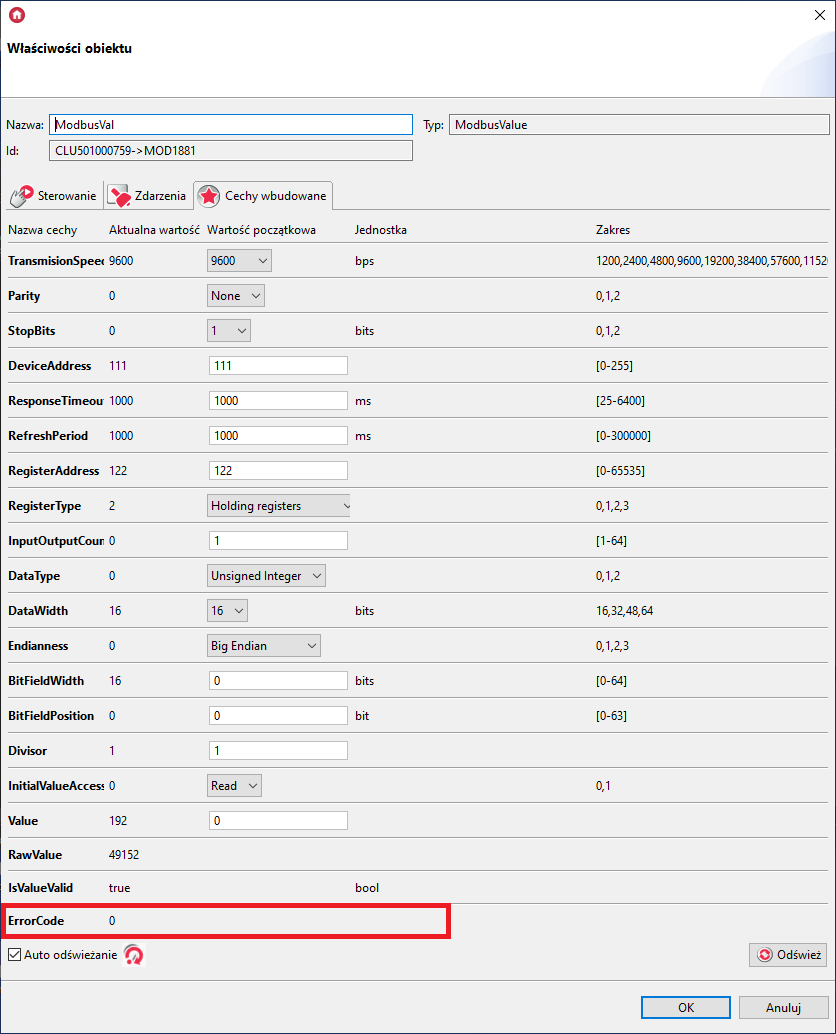 Właściwości obiektu
Nazwa: ModbusVal Typ: ModbusValue
Id: CLU501000759->MOD1881
Sterowanie Zdarzenia Cechy wbudowane
Nazwa cechy Aktualna wartość Wartość początkowa Jednostka Zakres
TransmisionSpeed 9600 9600 bps 1200,2400,4800,9600,19200,38400,57600,11520
Parity 0 None 0,1,2
StopBits 0 1 bits 0,1,2
DeviceAddress 111 111 [0-255]
ResponseTimeout 1000 1000 ms [25-6400]
RefreshPeriod 1000 1000 ms [0-300000]
RegisterAddress 122 122 [0-65535]
RegisterType 2 Holding registers 0,1,2,3
InputOutputCoun 0 1 [1-64]
DataType 0 Unsigned Integer 0,1,2
DataWidth 16 16 bits 16,32,48,64
Endianness 0 Big Endian 0,1,2,3
BitFieldWidth 16 0 bits [0-64]
BitFieldPosition 0 0 bit [0-63]
Divisor 1 1
InitialValueAccess 0 Read 0,1
Value 192 0
RawValue 49152
IsValueValid true bool
ErrorCode 0
Auto odświeżanie Odśwież
OK Anuluj